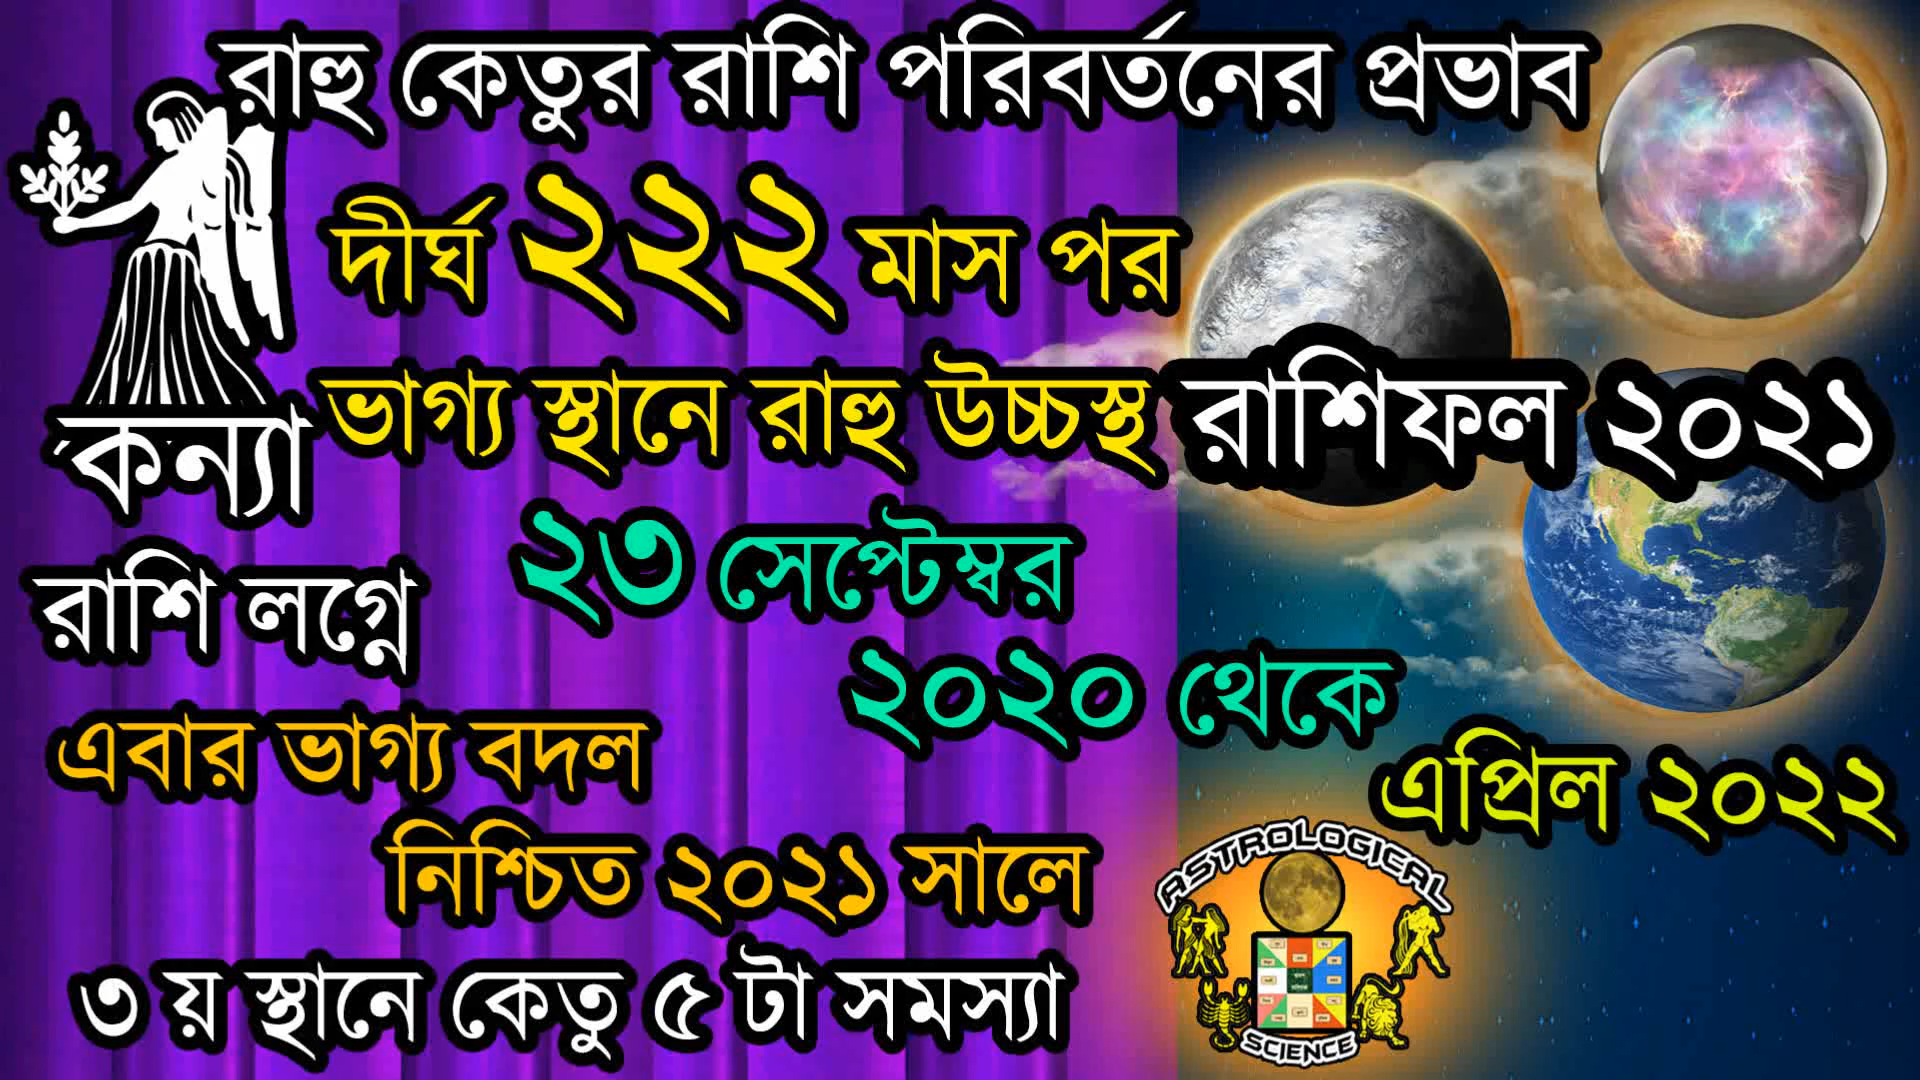 রাহু কেতুর রাশি পরিবর্তনের প্রভাব
দীর্ঘ ২২২ মাস পর
ভাগ্য স্থানে রাহু উচ্চস্থ রাশিফল ২০২১
কন্যা
২৩ সেপ্টেম্বর
রাশি লগ্নে
২০২০ থেকে
এবার ভাগ্য বদল
এপ্রিল ২০২২
নিশ্চিত ২০২১ সালে
৩ য় স্থানে কেতু ৫ টা সমস্যা
ASTROLOGICAL
SCIENCE